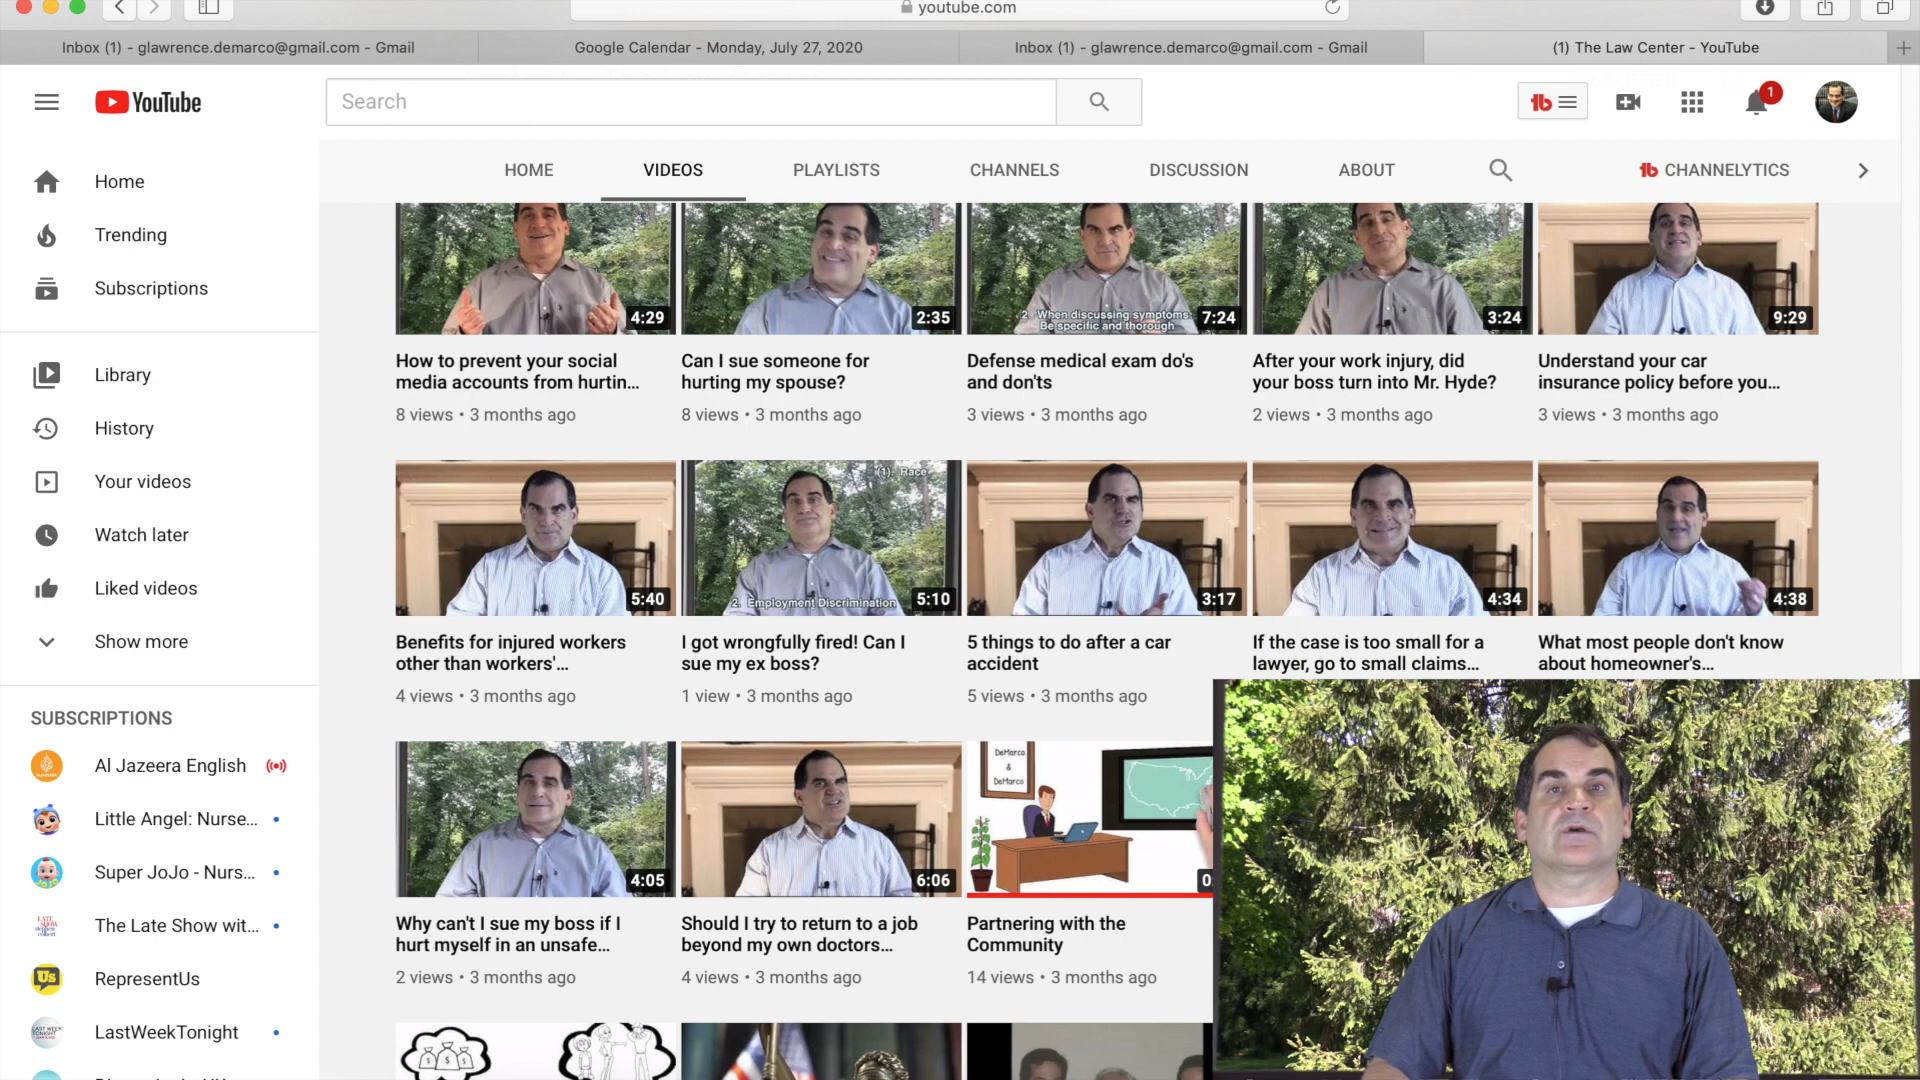 youtube.com
Inbox (1) - glawrence.demarco@gmail.com - Gmail
Google Calendar - Monday, July 27, 2020
Inbox (1) - glawrence.demarco@gmail.com - Gmail
(1) The Law Center - YouTube
YouTube
Search
1
HOME
VIDEOS
PLAYLISTS
CHANNELS
DISCUSSION
ABOUT
CHANNELYTICS
Home
Trending
Subscriptions
Library
History
Your videos
Watch later
Liked videos
Show more
SUBSCRIPTIONS
Al Jazeera English
Little Angel: Nurse...
Super JoJo - Nurs...
The Late Show wit...
RepresentUs
LastWeekTonight
4:29
2:35
2. When discussing symptoms:
Be specific and thorough
7:24
3:24
9:29
How to prevent your social
media accounts from hurtin...
8 views • 3 months ago
Can I sue someone for
hurting my spouse?
8 views • 3 months ago
Defense medical exam do's
and don'ts
3 views • 3 months ago
After your work injury, did
your boss turn into Mr. Hyde?
2 views • 3 months ago
Understand your car
insurance policy before you...
3 views • 3 months ago
5:40
(1). Race
2. Employment Discrimination
5:10
3:17
4:34
4:38
Benefits for injured workers
other than workers'...
4 views • 3 months ago
I got wrongfully fired! Can I
sue my ex boss?
1 view • 3 months ago
5 things to do after a car
accident
5 views • 3 months ago
If the case is too small for a
lawyer, go to small claims...
What most people don't know
about homeowner's...
4:05
6:06
DeMarco
&
DeMarco
Why can't I sue my boss if I
hurt myself in an unsafe...
2 views • 3 months ago
Should I try to return to a job
beyond my own doctors...
4 views • 3 months ago
Partnering with the
Community
14 views • 3 months ago